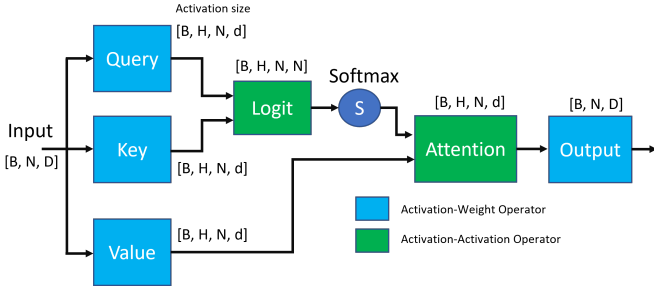 Activation size
[B, H, N, d]
Query
[B, H, N, N]
Softmax
Logit
S
[B, H, N, d]
[B, N, D]
Input
[B, N, D]
Key
[B, H, N, d]
Attention
Output
Value
[B, H, N, d]
Activation-Weight Operator
Activation-Activation Operator